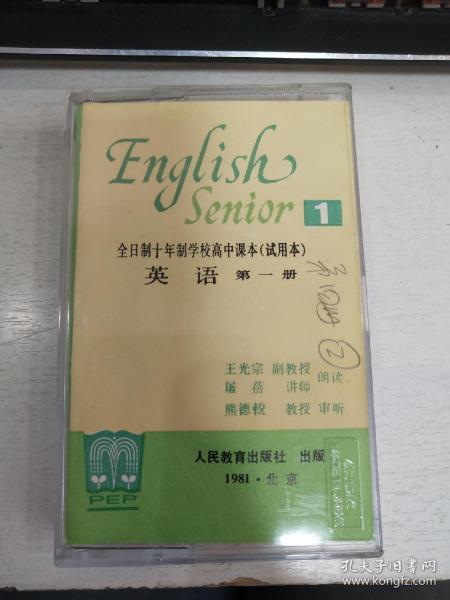 English
Senior 1
全日制十年制学校高中课本(试用本)
英语 第一册
王光宗 副教授
屠蓓 讲师 朗读
熊德輗 教授 审听
人民教育出版社 出版
1981·北京
PEP
孔夫子旧书网
www.kongfz.com